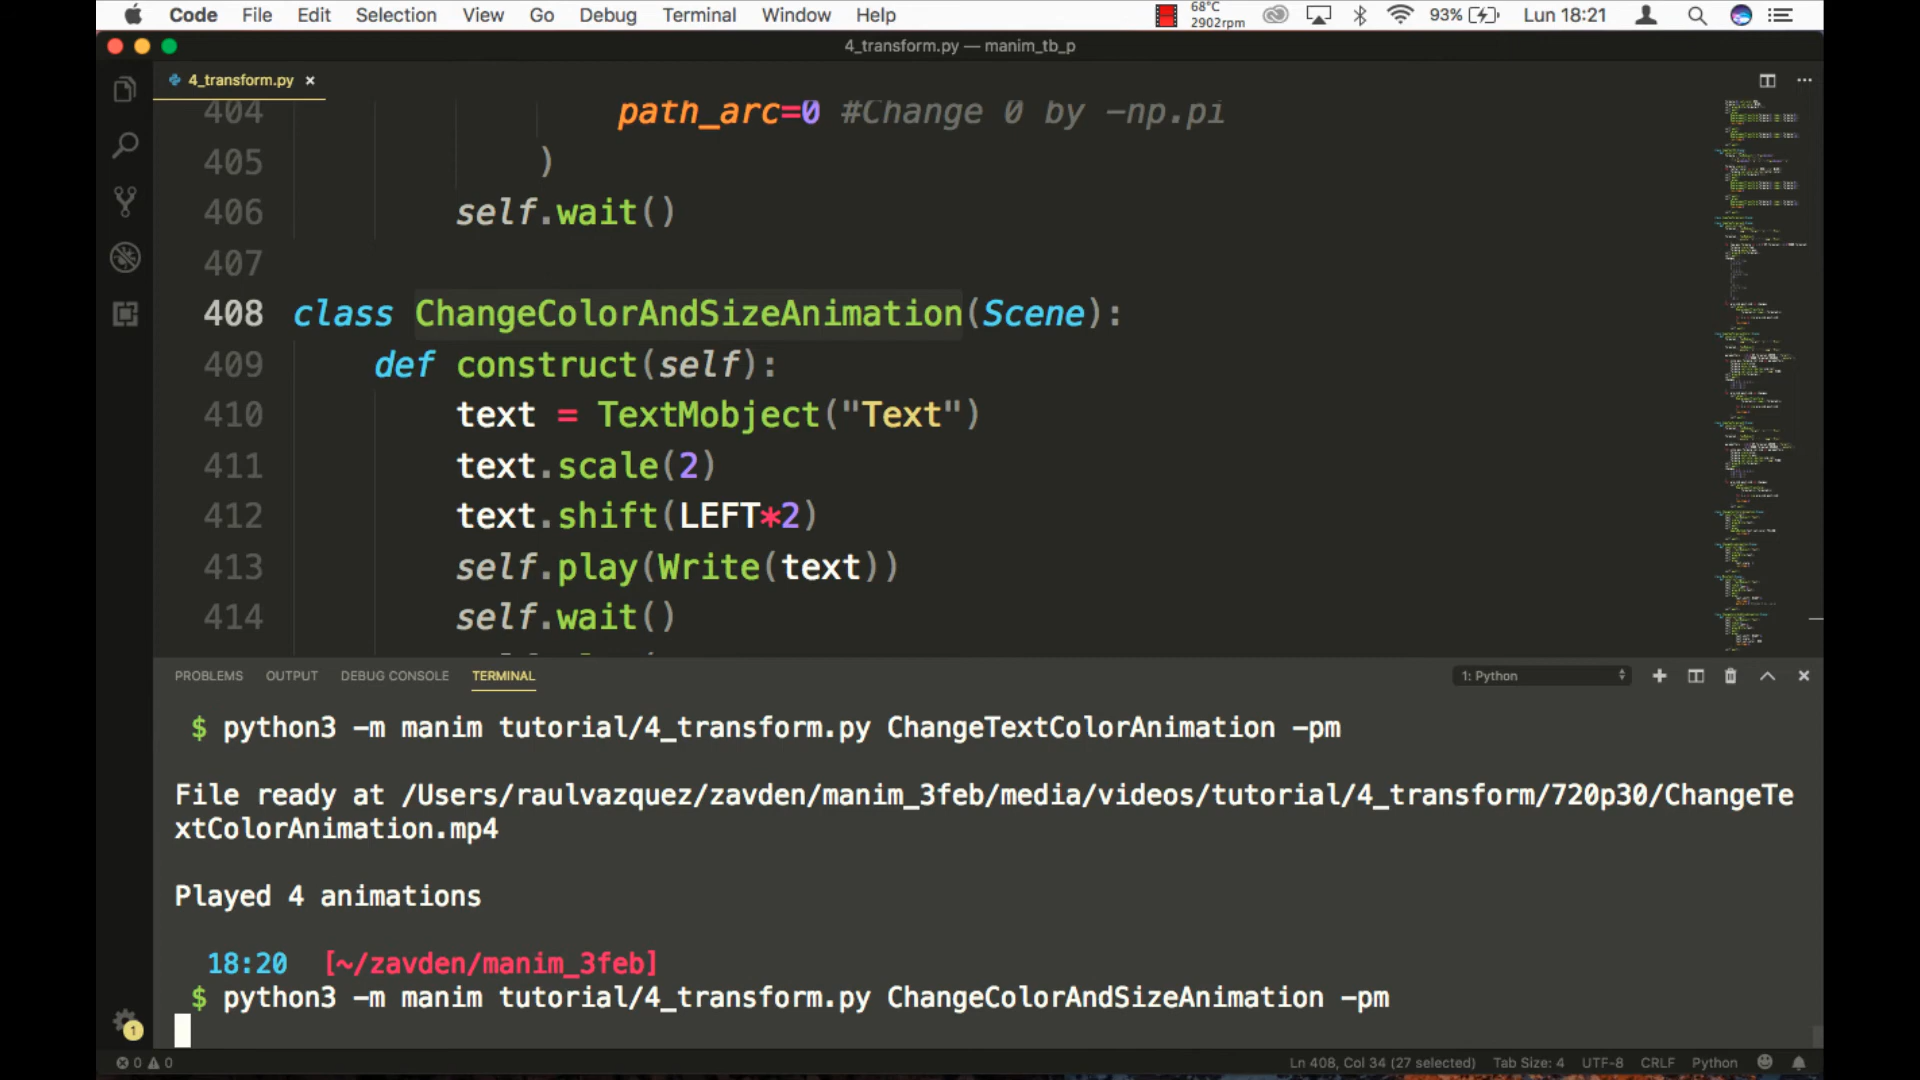 Code File Edit Selection View Go Debug Terminal Window Help 68°C 2902rpm 93% Lun 18:21
4_transform.py — manim_tb_p
4_transform.py ×
404 path_arc=0 #Change 0 by -np.pi
405 )
406 self.wait()
407
408 class ChangeColorAndSizeAnimation(Scene):
409 def construct(self):
410 text = TextMobject("Text")
411 text.scale(2)
412 text.shift(LEFT*2)
413 self.play(Write(text))
414 self.wait()
PROBLEMS OUTPUT DEBUG CONSOLE TERMINAL 1: Python
$ python3 -m manim tutorial/4_transform.py ChangeTextColorAnimation -pm
File ready at /Users/raulvazquez/zavden/manim_3feb/media/videos/tutorial/4_transform/720p30/ChangeTe
xtColorAnimation.mp4
Played 4 animations
18:20 [~/zavden/manim_3feb]
$ python3 -m manim tutorial/4_transform.py ChangeColorAndSizeAnimation -pm
1
0 0 Ln 408, Col 34 (27 selected) Tab Size: 4 UTF-8 CRLF Python